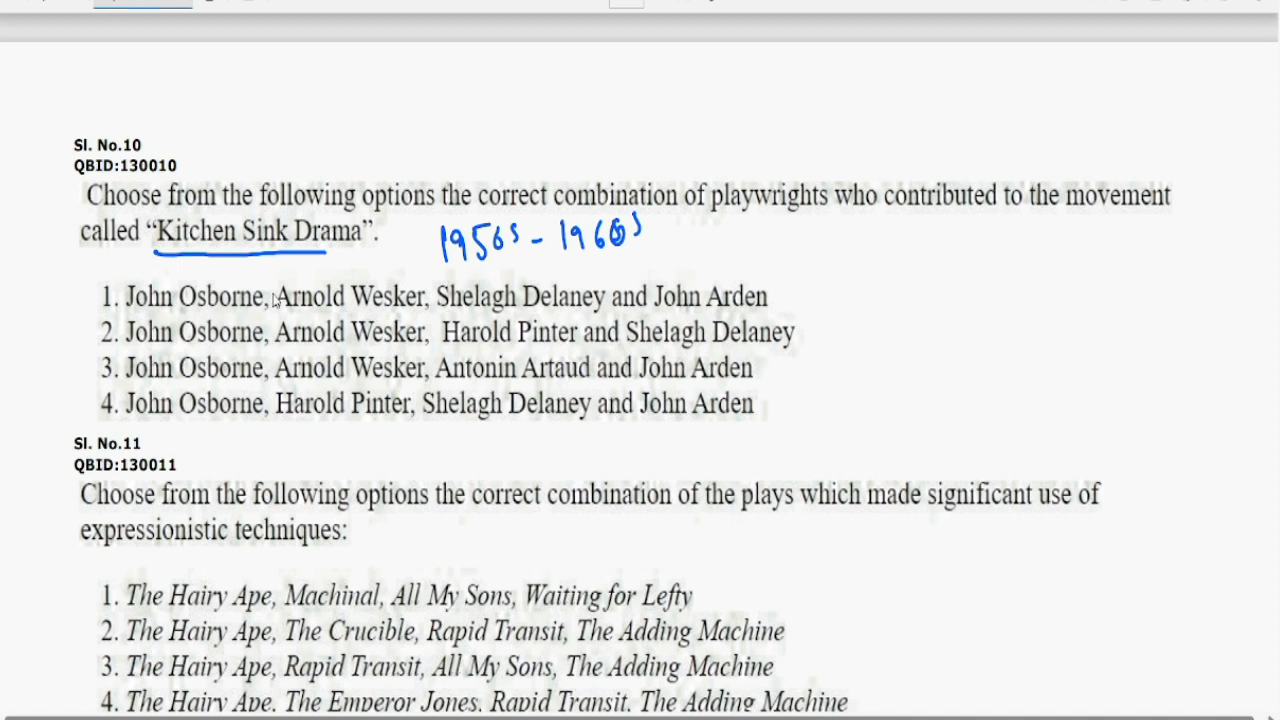 Sl. No.10
QBID:130010
Choose from the following options the correct combination of playwrights who contributed to the movement
called “Kitchen Sink Drama”.
1950s - 1960s
1. John Osborne, Arnold Wesker, Shelagh Delaney and John Arden
2. John Osborne, Arnold Wesker, Harold Pinter and Shelagh Delaney
3. John Osborne, Arnold Wesker, Antonin Artaud and John Arden
4. John Osborne, Harold Pinter, Shelagh Delaney and John Arden
Sl. No.11
QBID:130011
Choose from the following options the correct combination of the plays which made significant use of
expressionistic techniques:
1. The Hairy Ape, Machinal, All My Sons, Waiting for Lefty
2. The Hairy Ape, The Crucible, Rapid Transit, The Adding Machine
3. The Hairy Ape, Rapid Transit, All My Sons, The Adding Machine
4. The Hairy Ape, The Emperor Jones, Rapid Transit, The Adding Machine